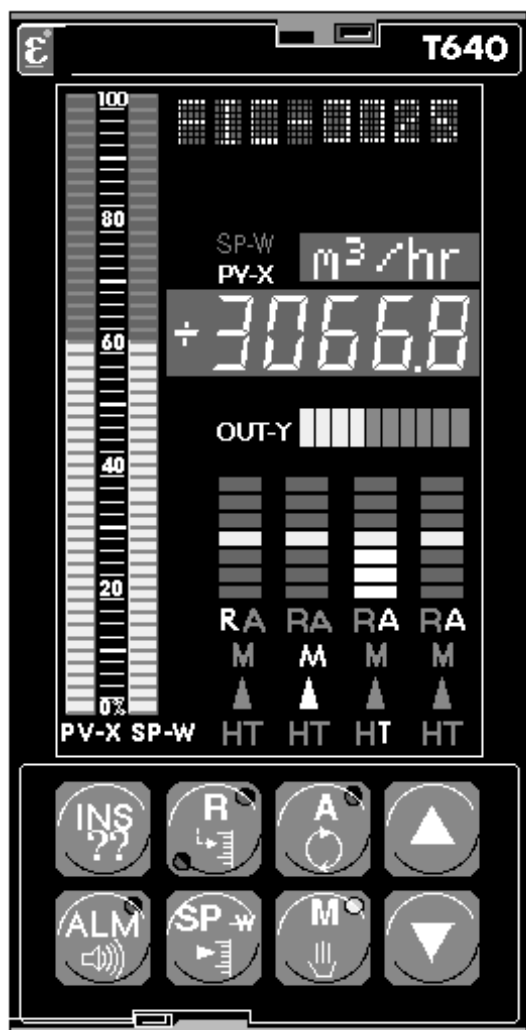 ε T640
100
80
SP-W
PV-X m³/hr
÷3066.8
60
OUT-Y
40
20
RA RA RA RA
M M M M
0%
PV-X SP-W HT HT HT HT
INS
??
R
A
ALM
SP-W
M